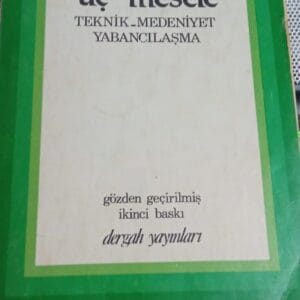 üç mesele
TEKNİK-MEDENİYET
YABANCILAŞMA
gözden geçirilmiş
ikinci baskı
dergah yayınları